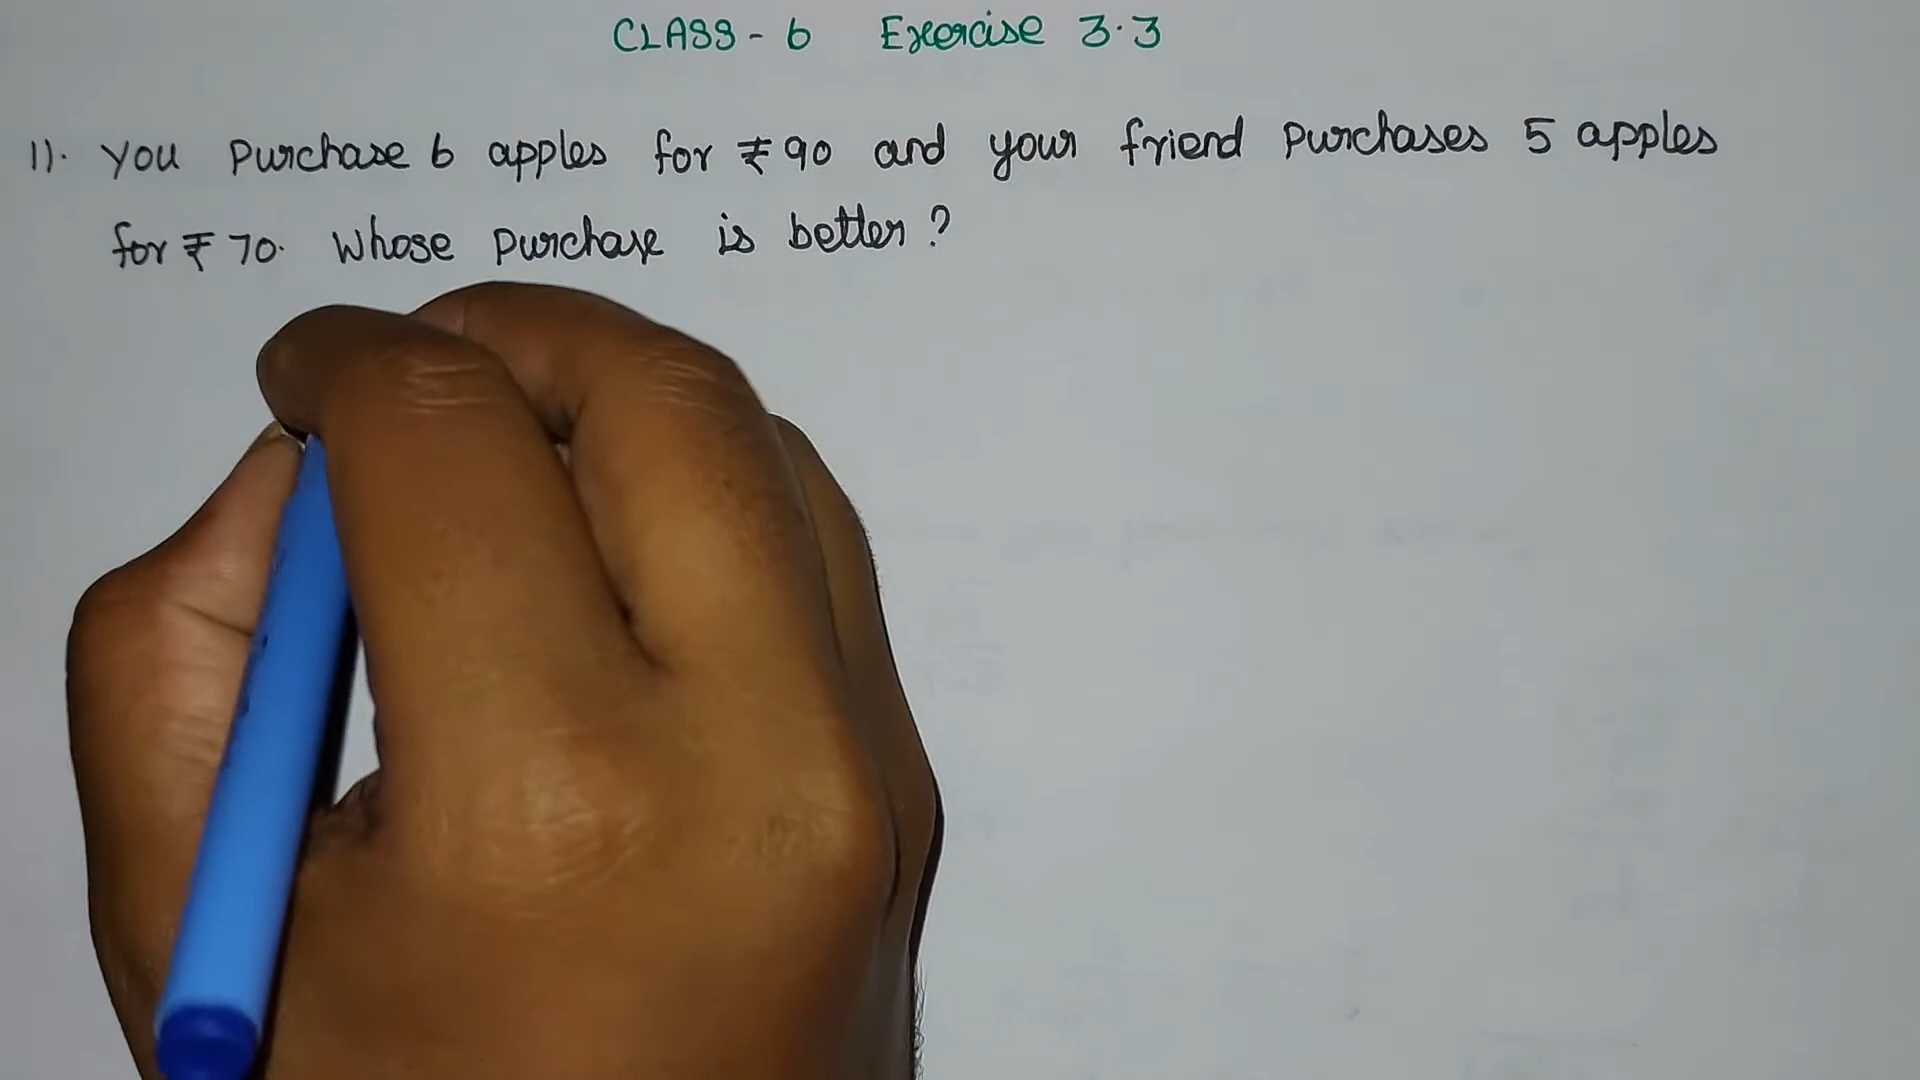 CLASS - 6 Exercise 3.3
11. You purchase 6 apples for ₹ 90 and your friend purchases 5 apples
for ₹ 70. Whose purchase is better?